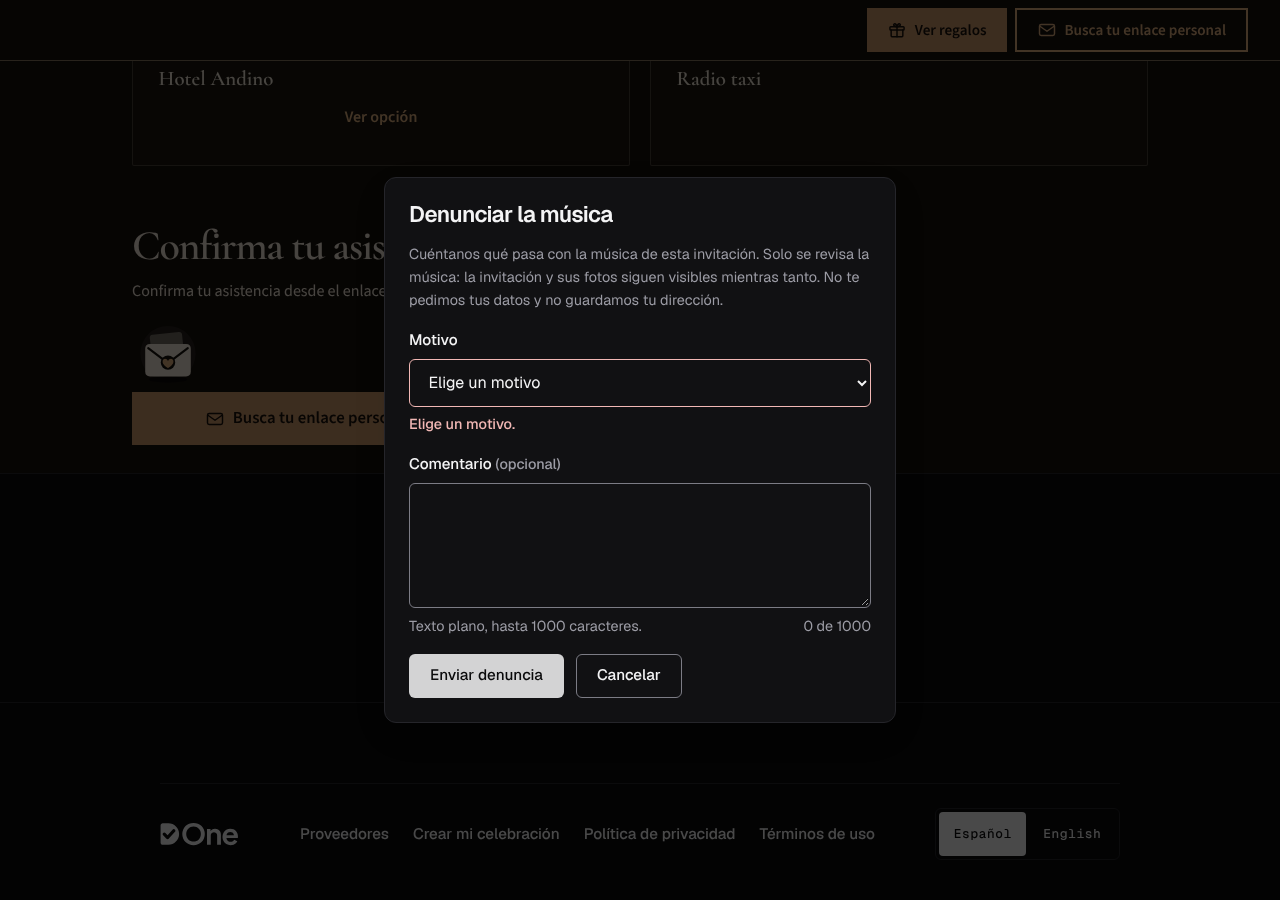 Ver regalos
Busca tu enlace personal
Hotel Andino
Radio taxi
Ver opción
Denunciar la música
Cuéntanos qué pasa con la música de esta invitación. Solo se revisa la
música: la invitación y sus fotos siguen visibles mientras tanto. No te
pedimos tus datos y no guardamos tu dirección.
Motivo
Elige un motivo
Elige un motivo.
Comentario (opcional)
Texto plano, hasta 1000 caracteres.
0 de 1000
Enviar denuncia
Cancelar
Confirma tu asis
Confirma tu asistencia desde el enlace
Busca tu enlace perso
One
Proveedores
Crear mi celebración
Política de privacidad
Términos de uso
Español
English